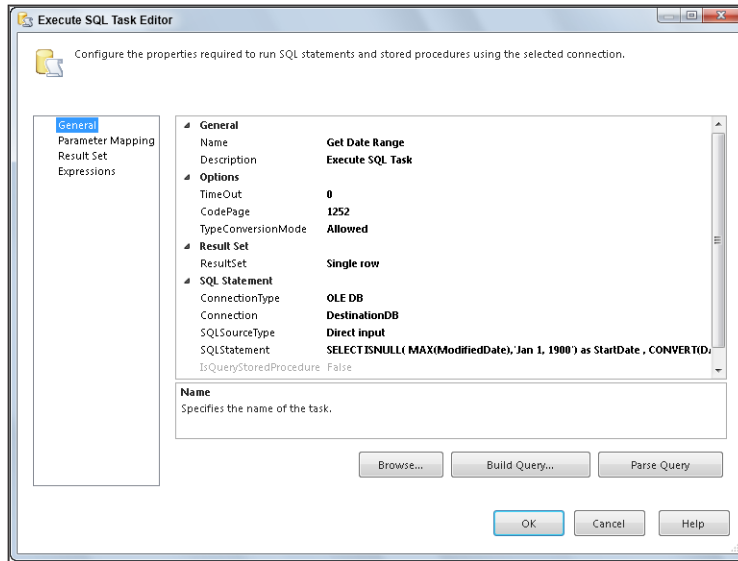 Execute SQL Task Editor
Configure the properties required to run SQL statements and stored procedures using the selected connection.
General
Parameter Mapping
Result Set
Expressions
General
Name Get Date Range
Description Execute SQL Task
Options
TimeOut 0
CodePage 1252
TypeConversionMode Allowed
Result Set
ResultSet Single row
SQL Statement
ConnectionType OLE DB
Connection DestinationDB
SQLSourceType Direct input
SQLStatement SELECT ISNULL( MAX(ModifiedDate),'Jan 1, 1900') as StartDate , CONVERT(D
IsQueryStoredProcedure False
Name
Specifies the name of the task.
Browse... Build Query... Parse Query
OK Cancel Help